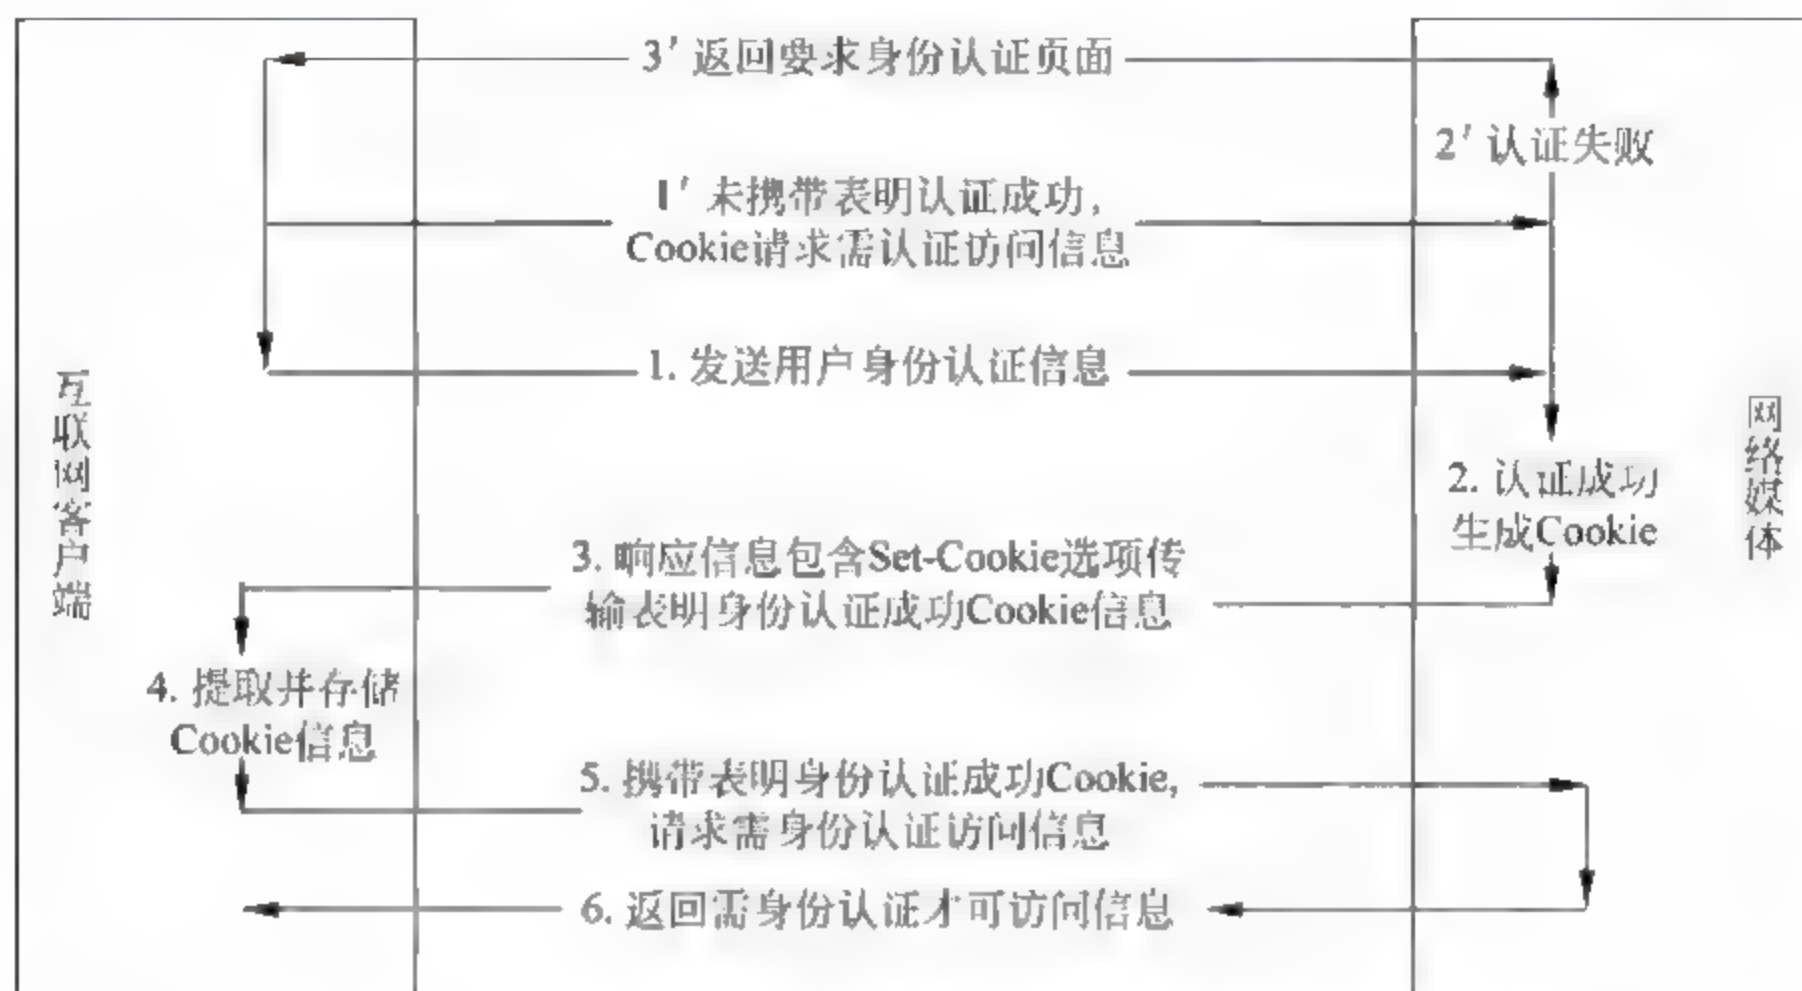 3′ 返回要求身份认证页面
2′ 认证失败
1′ 未携带表明认证成功,
Cookie请求需认证访问信息
1. 发送用户身份认证信息
互联网客户端
网络媒体
2. 认证成功
生成Cookie
3. 响应信息包含Set-Cookie选项传
输表明身份认证成功Cookie信息
4. 提取并存储
Cookie信息
5. 携带表明身份认证成功Cookie,
请求需身份认证访问信息
6. 返回需身份认证才可访问信息